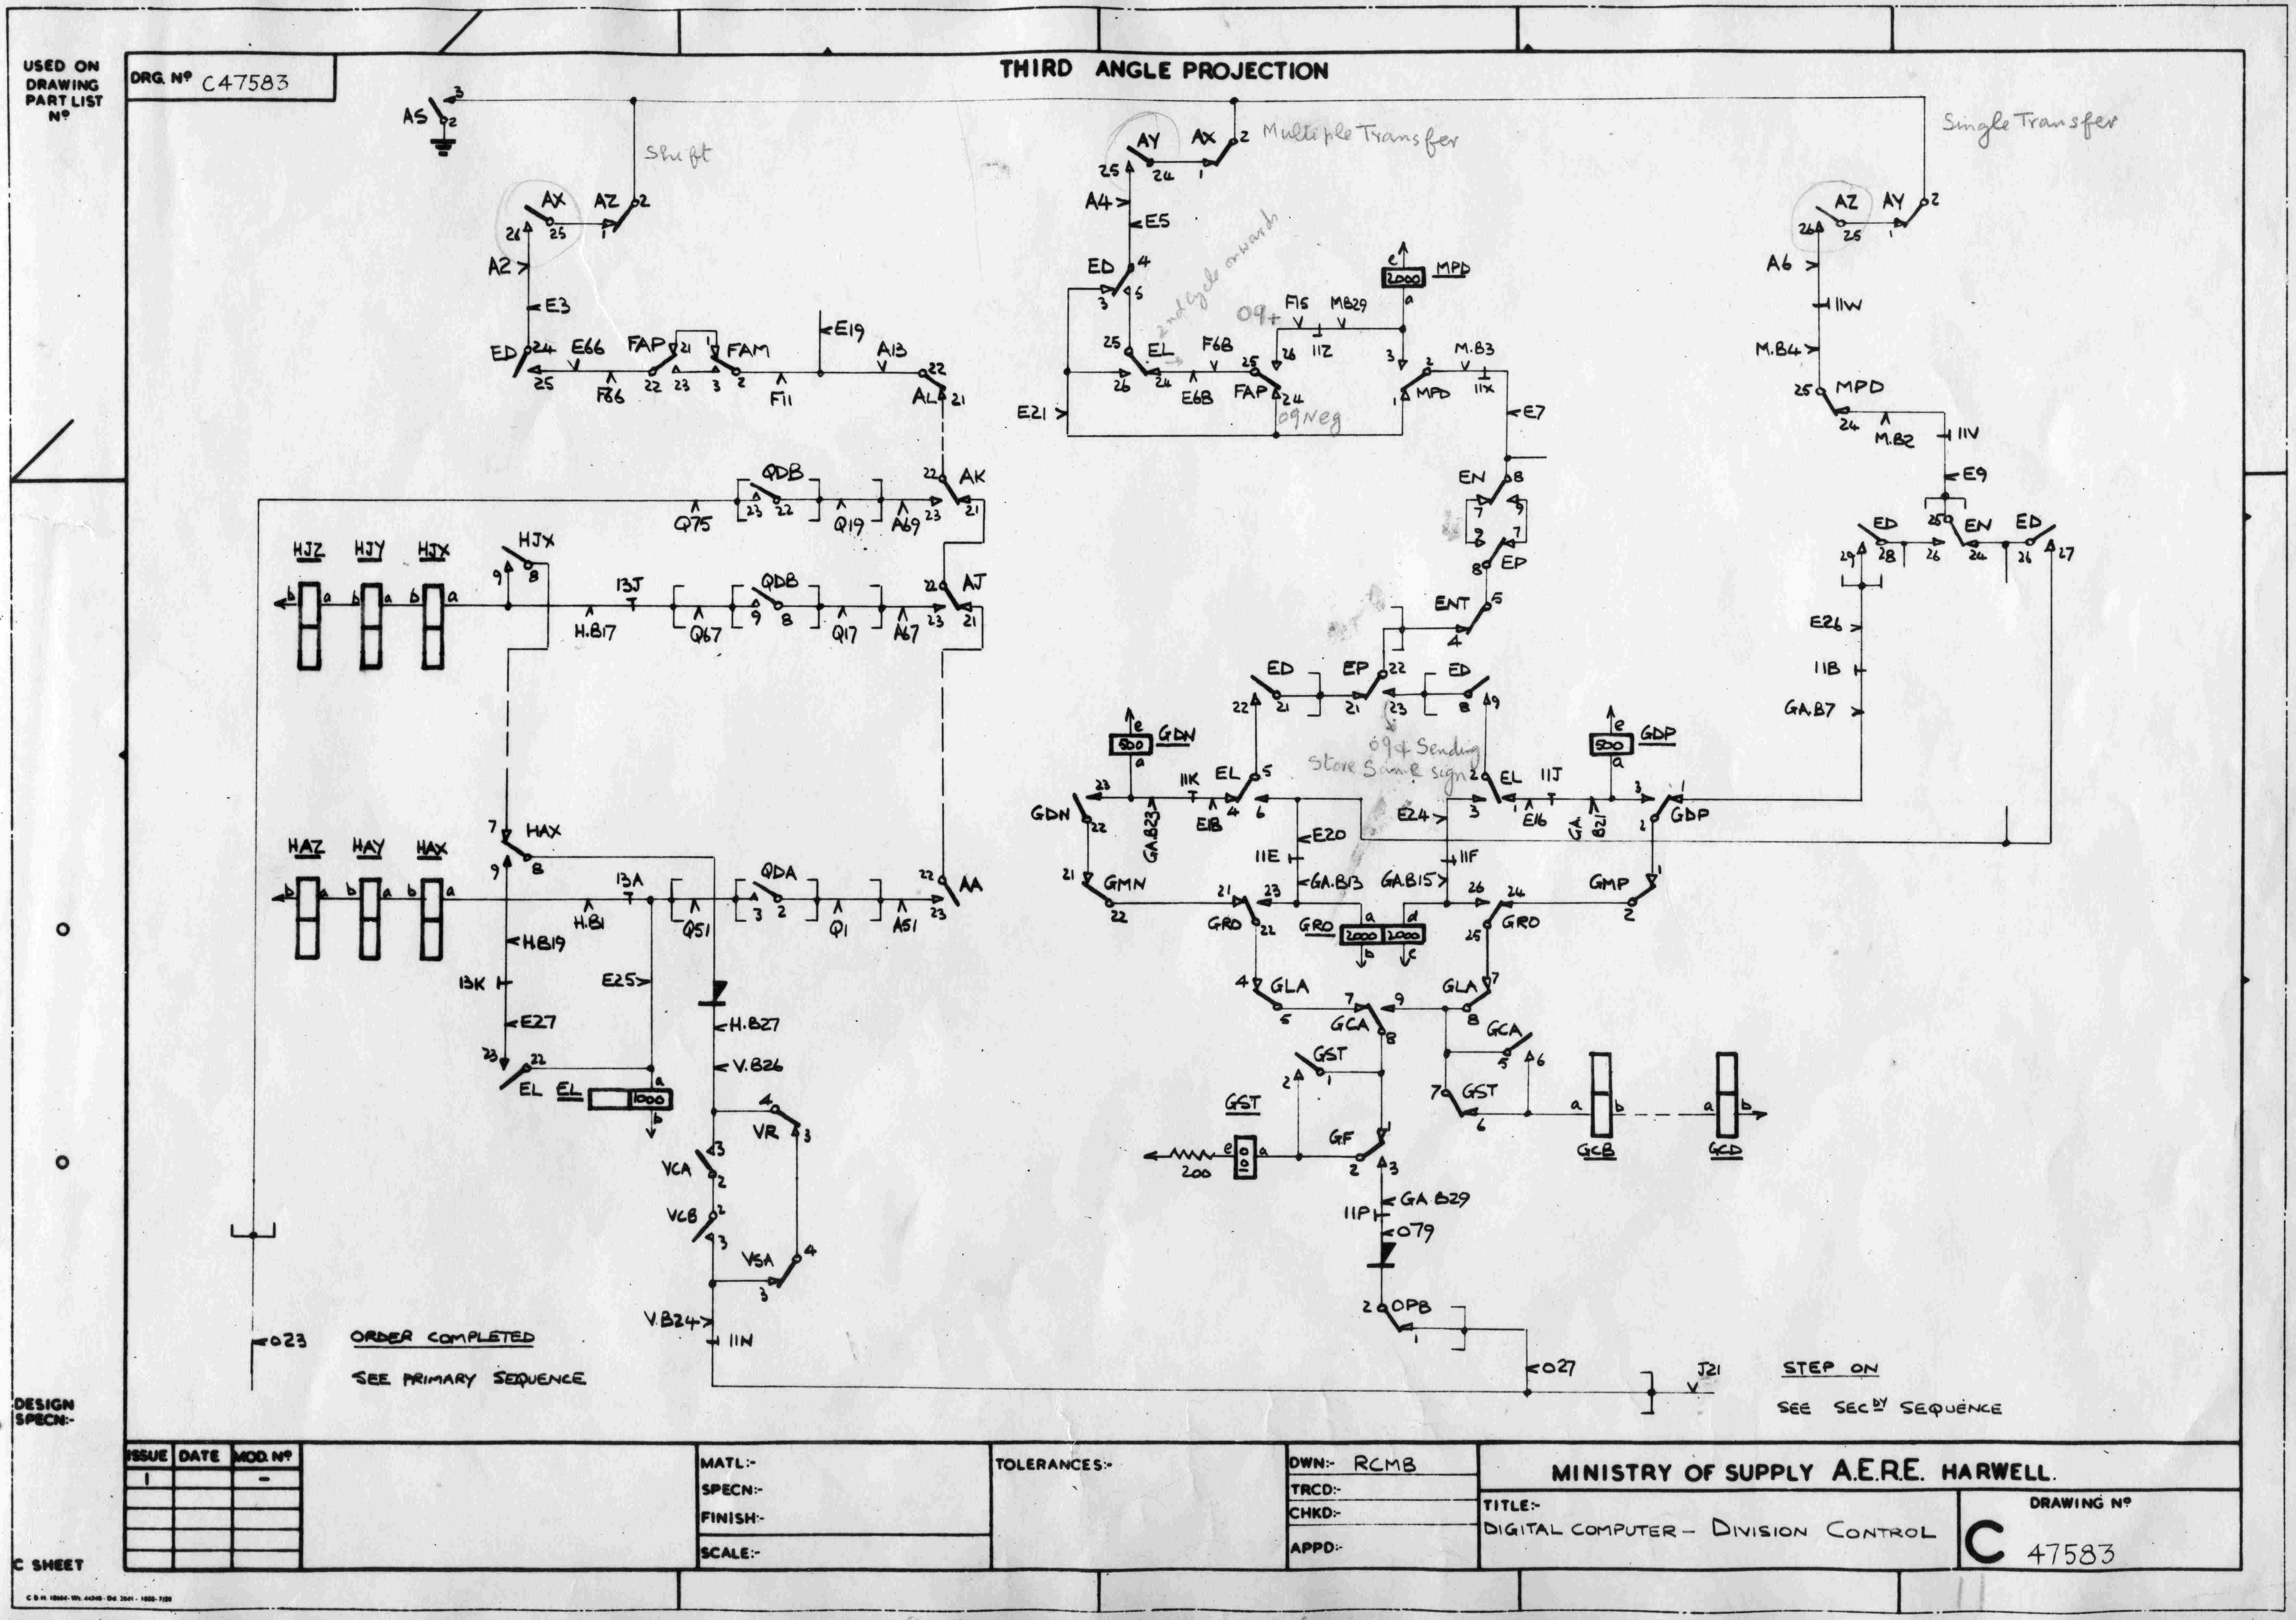 USED ON
DRAWING
PART LIST
Nº
DRG. Nº C47583
THIRD ANGLE PROJECTION
AS 3
2
Shift
AX AZ 2
26 25 1
A2
E3
ED 24 E66 FAP 21 1 FAM E19 A13 22
25 F66 22 23 3 2 F11 AL 21
AY AX 2 Multiple Transfer
25 24 1
A4
E5
ED 4
3 5
2nd cycle onwards
e
2000 MPD
a
09+ F15 MB29
11Z
25 EL F6B 25 26 3 2 M.B3
26 24 E6B FAP 24 1 MPD 11X
E21
09 Neg
E7
Single Transfer
AZ AY 2
26 25 1
A6
11W
M.B4
25 MPD
24 M.B2
11V
E9
ED 25 EN ED
29 28 26 24 26 27
E26
11B
GA.B7
EN 8
7 9
9 7
8 EP
ENT 5
4
ED EP 22 ED
22 21 21 23 8 9
09 & Sending
Store Same sign
QDB 22 AK
Q75 23 22 Q19 A69 23 21
HJZ HJY HJX HJX
9 8
b a b a b a H.B17 13J Q67 QDB 9 8 Q17 A67 22 AJ 23 21
7 HAX
9 8
HAZ HAY HAX
b a b a b a H.B1 13A Q51 QDA 3 2 Q1 A51 22 AA 23
H.B19
13K
E27
E25
23 22
EL EL 1000
a
b
H.B27
V.B26
4
VR 3
3
VCA 2
VCB 2
3
VSA 4
3
V.B24
11N
e
500 GDN
a
23 11K EL 5
GDN 22 GA.B23 E18 4 6
e
500 GDP
a
2 EL 11J 3 1
E24 3 1 E16 GA.B21 2 GDP
E20
11E 11F
21 GMN GA.B13 GA.B15 GMP 1
22 21 23 26 24 2
GRO 22 GRO a d 2000 2000 b c 25 GRO
4 GLA 7 9 GLA 7
5 GCA 8 8
GST GCA
2 1 5 6
7 GST
6
GST
200 e 100 a GF 1
2 3
a b a b
GCB GCD
GA.B29
11P
O79
2 OPB
1
O27
J21
O23
ORDER COMPLETED
SEE PRIMARY SEQUENCE
STEP ON
SEE SECᴰʸ SEQUENCE
DESIGN
SPECN:-
C SHEET
ISSUE DATE MOD. Nº
1 -
MATL:-
SPECN:-
FINISH:-
SCALE:-
TOLERANCES:-
DWN:- RCMB
TRCD:-
CHKD:-
APPD:-
MINISTRY OF SUPPLY A.E.R.E. HARWELL.
TITLE:-
DIGITAL COMPUTER - DIVISION CONTROL
DRAWING Nº
C 47583